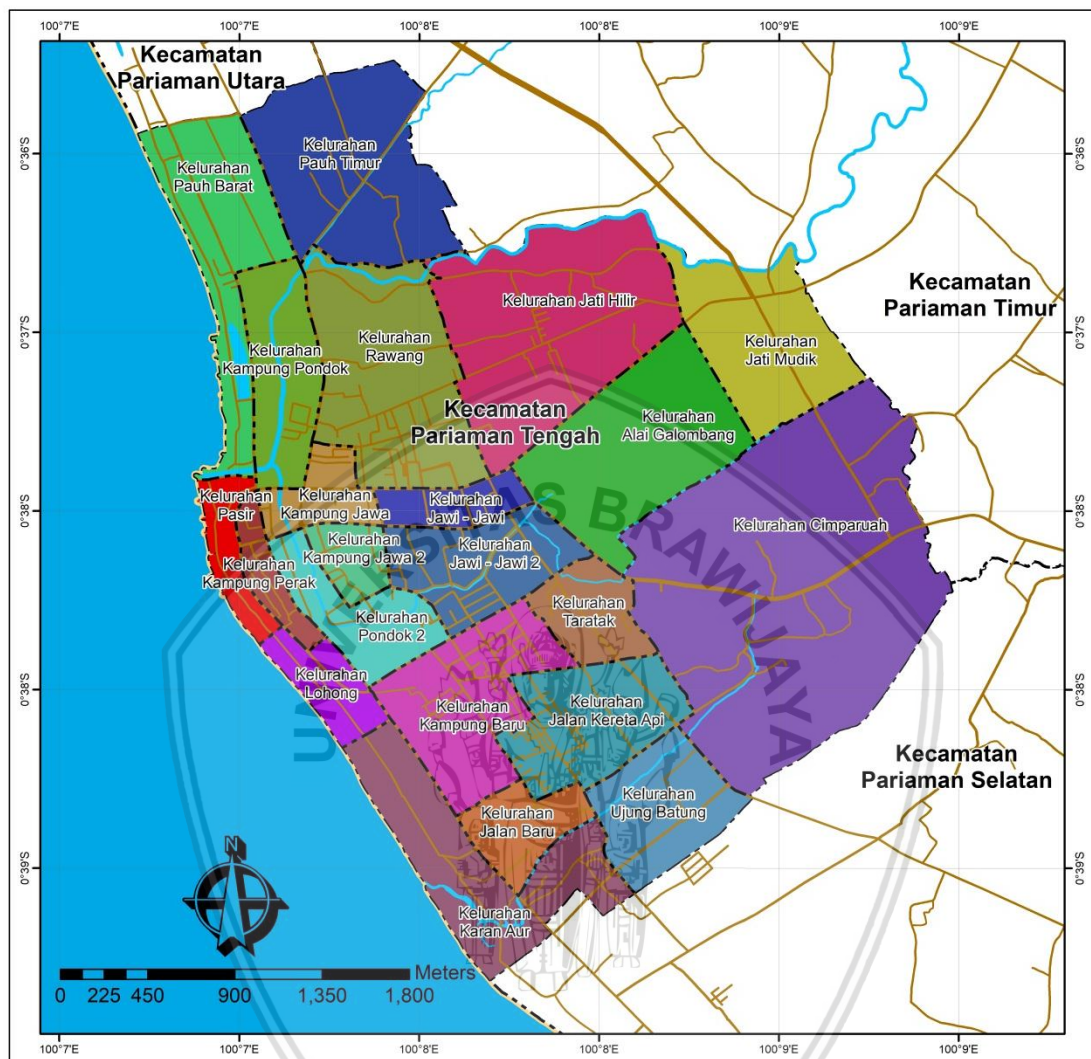 100°7'E 100°7'E 100°8'E 100°8'E 100°9'E 100°9'E
Kecamatan
Pariaman Utara
0°36'S
0°36'S
Kelurahan
Pauh Timur
Kelurahan
Pauh Barat
Kecamatan
Pariaman Timur
Kelurahan Jati Hilir
0°37'S
0°37'S
Kelurahan
Kampung Pondok
Kelurahan
Rawang
Kelurahan
Jati Mudik
Kecamatan
Pariaman Tengah
Kelurahan
Alai Galombang
0°38'S
0°38'S
Kelurahan
Pasir
Kelurahan
Kampung Jawa
Kelurahan
Jawi - Jawi
Kelurahan Cimparuah
Kelurahan
Kampung Jawa 2
Kelurahan
Jawi - Jawi 2
Kelurahan
Kampung Perak
Kelurahan
Pondok 2
Kelurahan
Taratak
UNIVERSITAS BRAWIJAYA
0°38'S
0°38'S
Kelurahan
Lohong
Kelurahan
Kampung Baru
Kelurahan
Jalan Kereta Api
Kecamatan
Pariaman Selatan
Kelurahan
Ujung Batung
Kelurahan
Jalan Baru
0°39'S
0°39'S
N
Kelurahan
Karan Aur
Meters
0 225 450 900 1,350 1,800
100°7'E 100°7'E 100°8'E 100°8'E 100°9'E 100°9'E